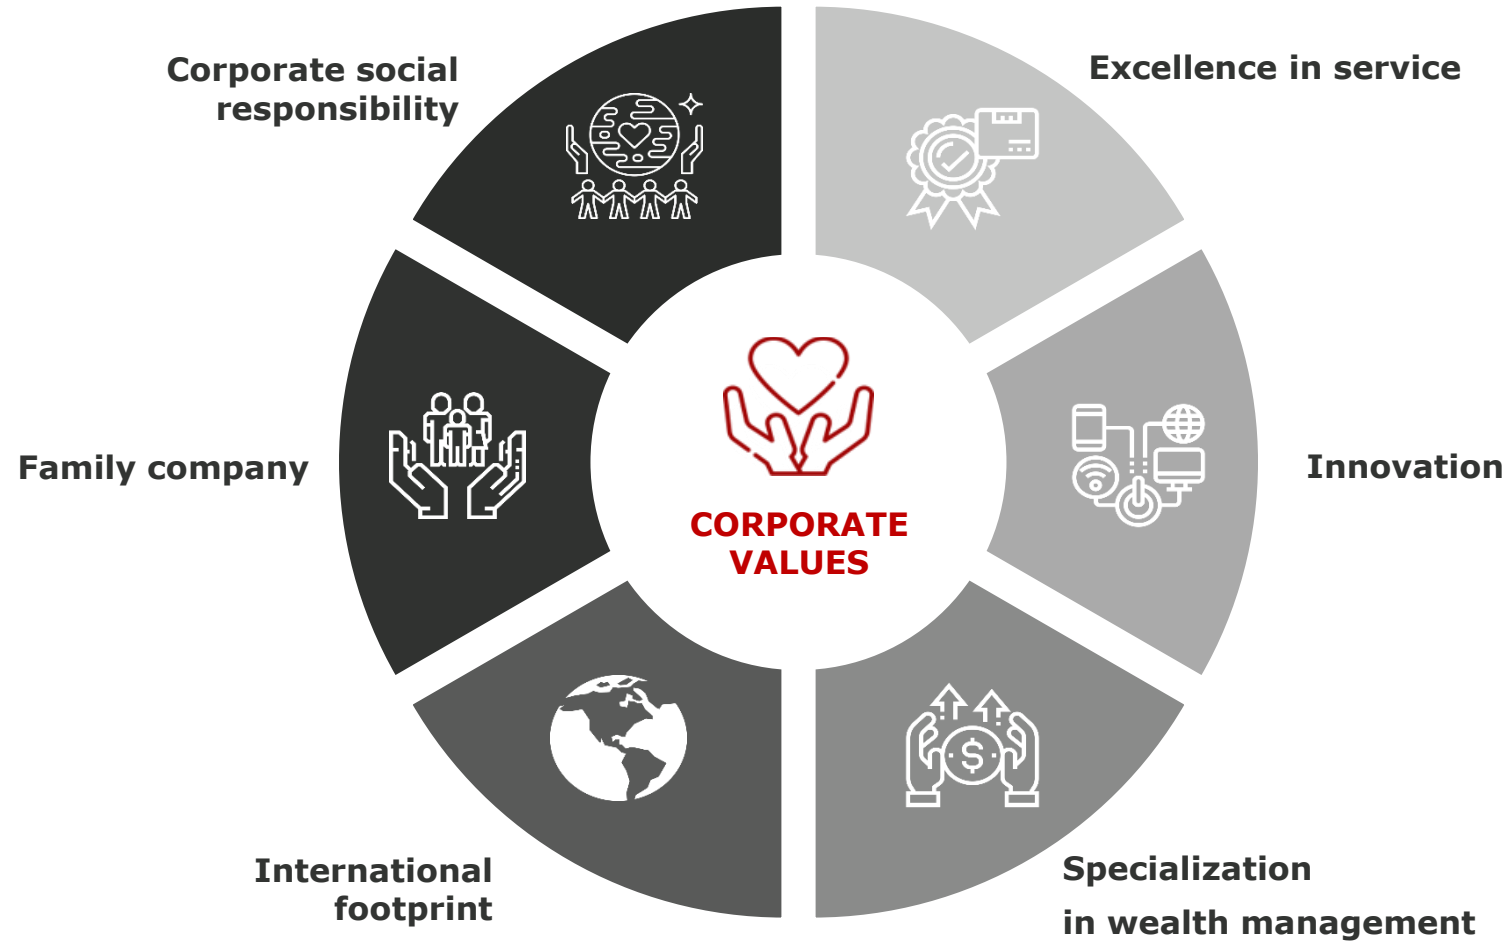 Corporate social
responsibility
Excellence in service
Family company
CORPORATE
VALUES
Innovation
International
footprint
Specialization
in wealth management
$